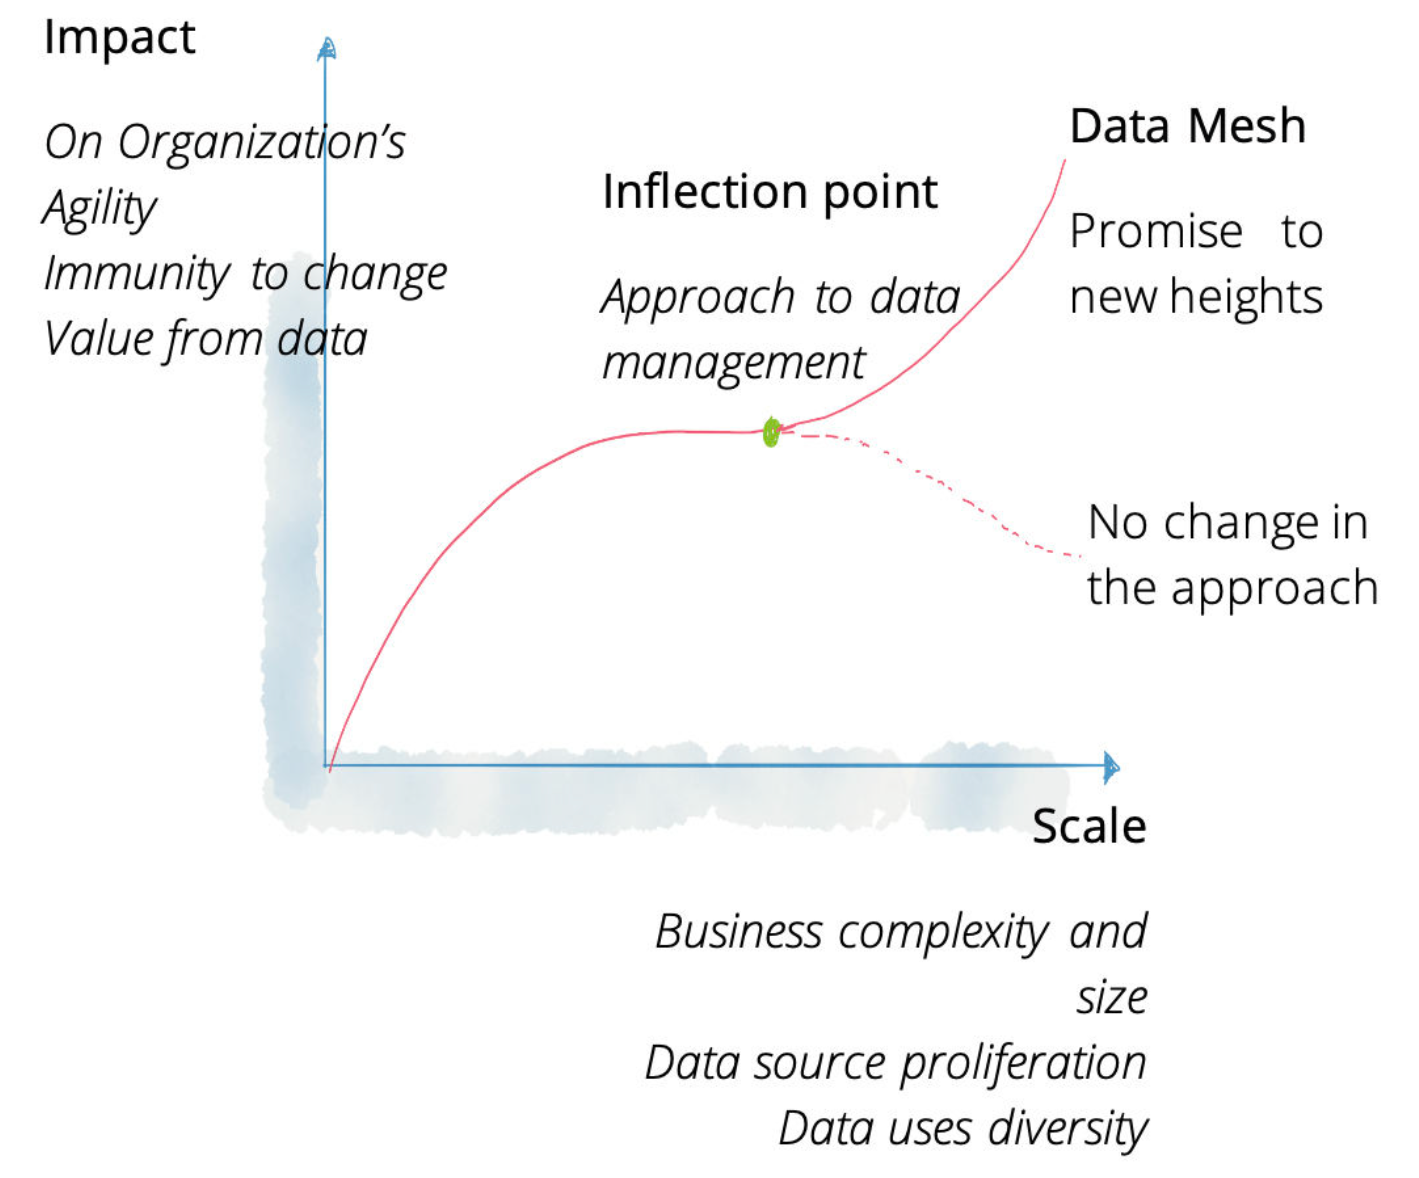 Impact
On Organization's
Agility
Immunity to change
Value from data
Inflection point
Approach to data
management
Data Mesh
Promise to
new heights
No change in
the approach
Scale
Business complexity and
size
Data source proliferation
Data uses diversity